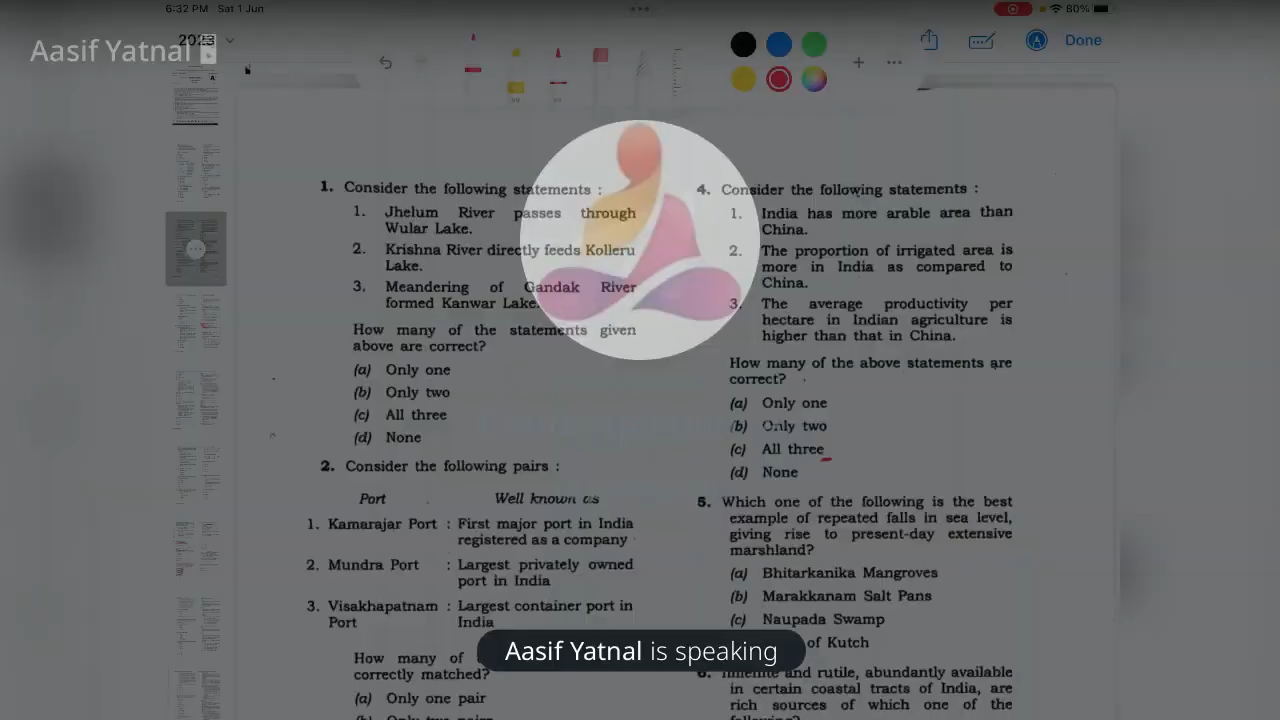 6:32 PM Sat 1 Jun
80%
Aasif Yatnal
Done
1. Consider the following statements :
1. Jhelum River passes through
Wular Lake.
2. Krishna River directly feeds Kolleru
Lake.
3. Meandering of Gandak River
formed Kanwar Lake.
How many of the statements given
above are correct?
(a) Only one
(b) Only two
(c) All three
(d) None
2. Consider the following pairs :
Port Well known as
1. Kamarajar Port : First major port in India
registered as a company
2. Mundra Port : Largest privately owned
port in India
3. Visakhapatnam : Largest container port in
Port India
How many of
correctly matched?
(a) Only one pair
4. Consider the following statements :
1. India has more arable area than
China.
2. The proportion of irrigated area is
more in India as compared to
China.
3. The average productivity per
hectare in Indian agriculture is
higher than that in China.
How many of the above statements are
correct?
(a) Only one
(b) Only two
(c) All three
(d) None
5. Which one of the following is the best
example of repeated falls in sea level,
giving rise to present-day extensive
marshland?
(a) Bhitarkanika Mangroves
(b) Marakkanam Salt Pans
(c) Naupada Swamp
of Kutch
6. Ilmenite and rutile, abundantly available
in certain coastal tracts of India, are
rich sources of which one of the
Aasif Yatnal is speaking